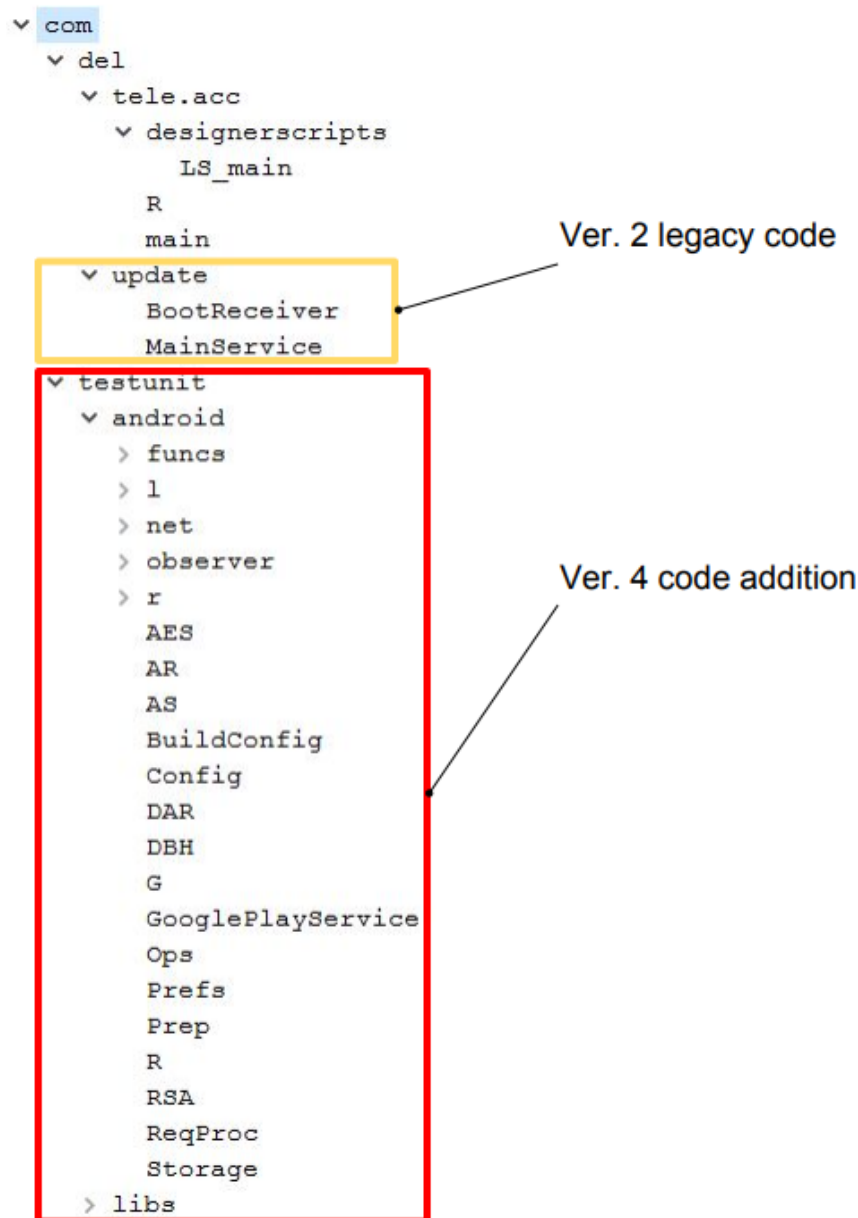 com
del
tele.acc
designerscripts
LS_main
R
main
Ver. 2 legacy code
update
BootReceiver
MainService
testunit
android
funcs
l
net
observer
Ver. 4 code addition
r
AES
AR
AS
BuildConfig
Config
DAR
DBH
G
GooglePlayService
Ops
Prefs
Prep
R
RSA
ReqProc
Storage
libs